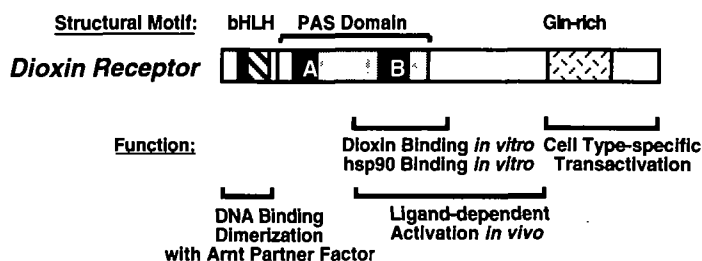 Structural Motif: bHLH PAS Domain Gln-rich
Dioxin Receptor A B
Function: Dioxin Binding in vitro Cell Type-specific
hsp90 Binding in vitro Transactivation
DNA Binding Ligand-dependent
Dimerization Activation in vivo
with Arnt Partner Factor